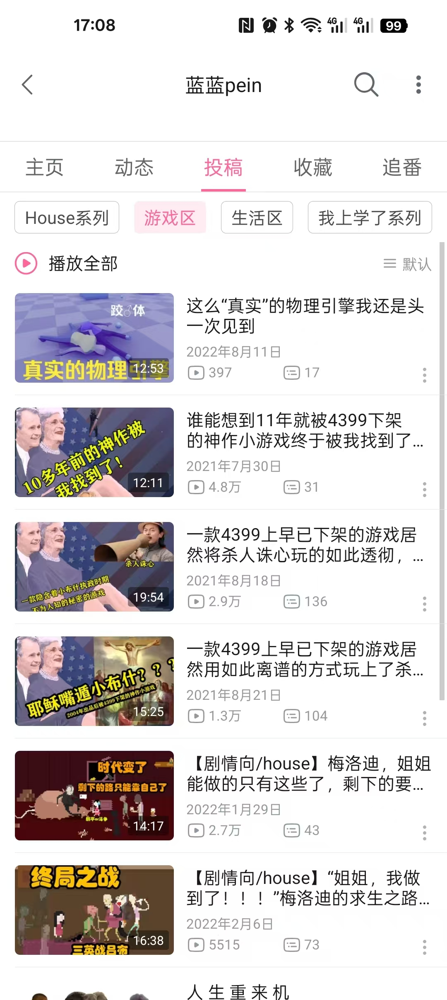 17:08
4G
4G
99
蓝蓝pein
主页
动态
投稿
收藏
追番
House系列
游戏区
生活区
我上学了系列
播放全部
默认
跤♂体
真实的物理引擎
12:53
这么“真实”的物理引擎我还是头
一次见到
2022年8月11日
397
17
10多年前的神作被
我找到了！
12:11
谁能想到11年就被4399下架
的神作小游戏终于被我找到了...
2021年7月30日
4.8万
31
杀人诛心
一款隐含着小布什执政时期
不为人知的秘密的游戏
19:54
一款4399上早已下架的游戏居
然将杀人诛心玩的如此透彻，...
2021年8月18日
2.9万
136
耶稣嘴遁小布什？？？
2004年出品后被4399下架的神作小游戏
15:25
一款4399上早已下架的游戏居
然用如此离谱的方式玩上了杀...
2021年8月21日
1.3万
104
时代变了
剩下的路只能靠自己了
躺平or斗争
14:17
【剧情向/house】梅洛迪，姐姐
能做的只有这些了，剩下的要...
2022年1月29日
2.7万
43
终局之战
三英战吕布
16:38
【剧情向/house】“姐姐，我做
到了！！！”梅洛迪的求生之路...
2022年2月6日
5515
73
人 生 重 来 机